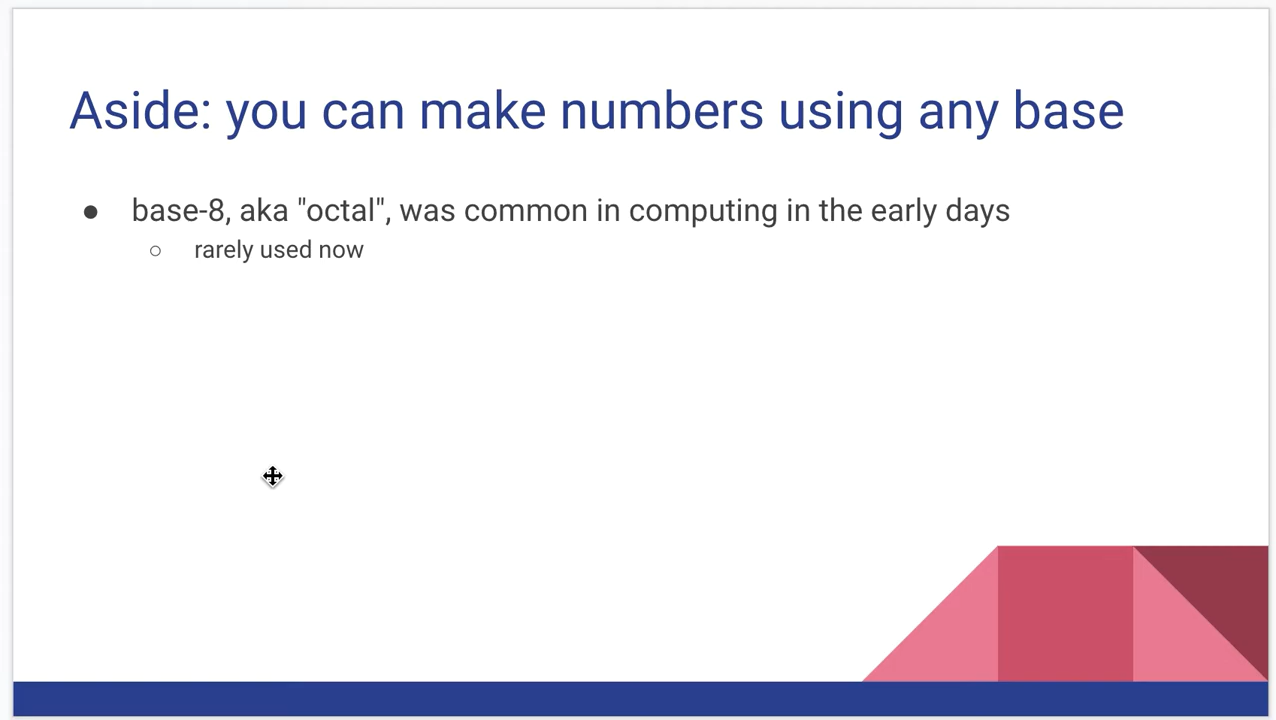 Aside: you can make numbers using any base
● base-8, aka "octal", was common in computing in the early days
○ rarely used now